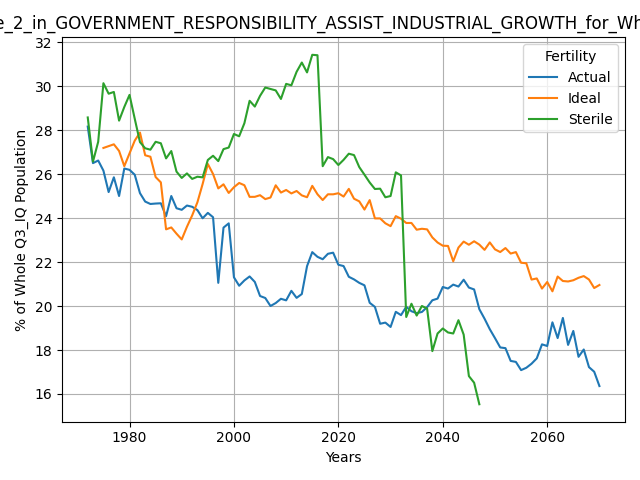 e_2_in_GOVERNMENT_RESPONSIBILITY_ASSIST_INDUSTRIAL_GROWTH_for_Wh
32
30
28
26
24
22
20
18
16
% of Whole Q3_IQ Population
Fertility
Actual
Ideal
Sterile
1980
2000
2020
2040
2060
Years